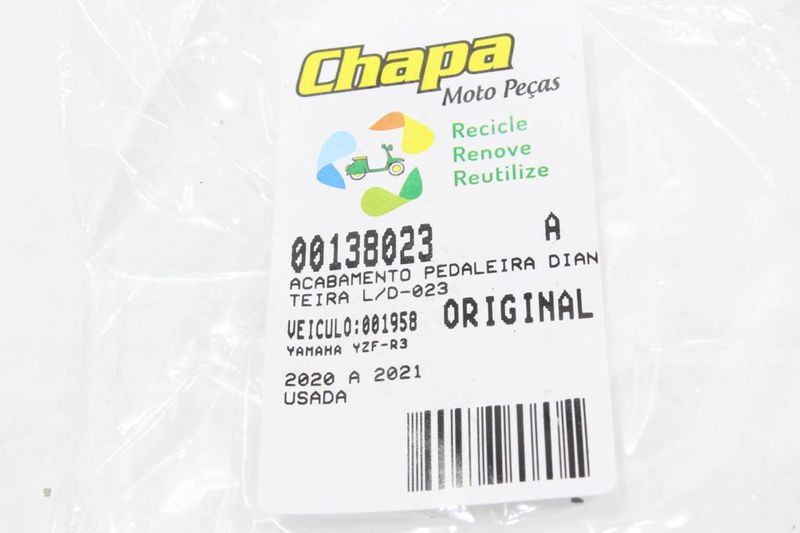 Chapa
Moto Peças
Recicle
Renove
Reutilize
00138023 A
ACABAMENTO PEDALEIRA DIAN
TEIRA L/D-023
VEICULO:001958 ORIGINAL
YAMAHA YZF-R3
2020 A 2021
USADA